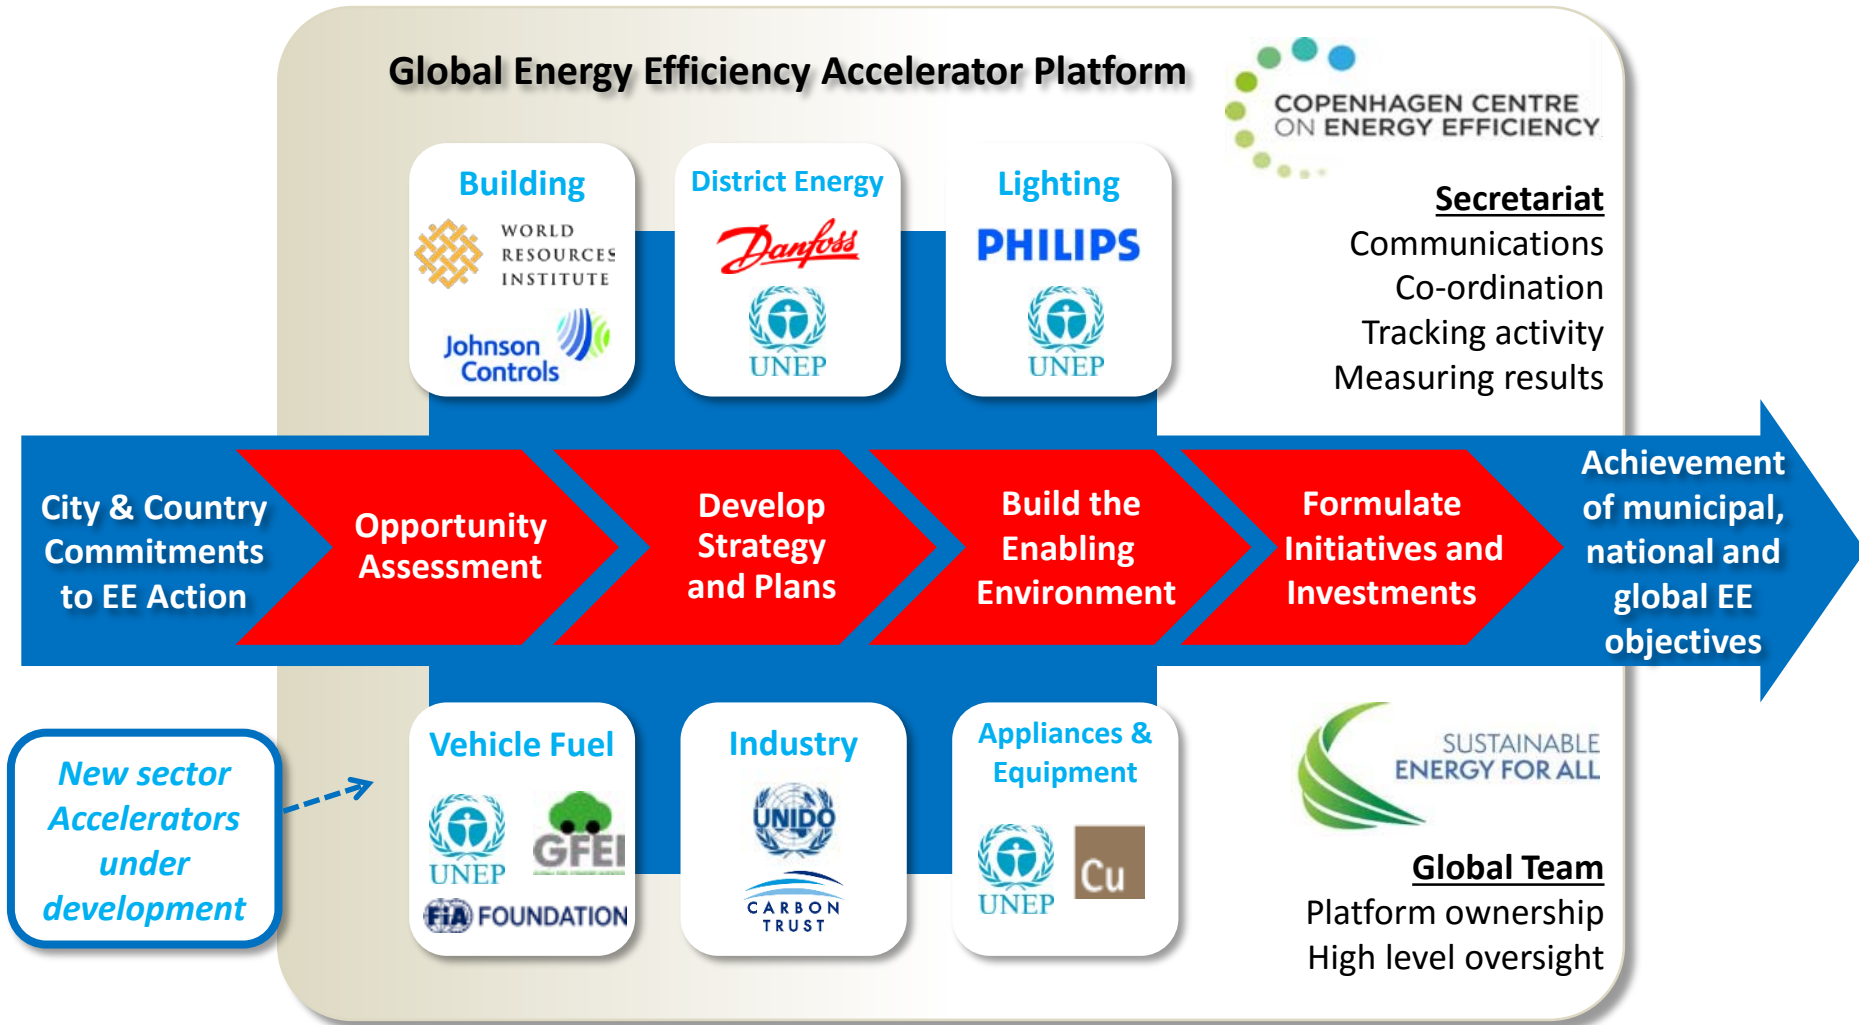 Global Energy Efficiency Accelerator Platform
COPENHAGEN CENTRE
ON ENERGY EFFICIENCY
Building
WORLD
RESOURCES
INSTITUTE
Johnson
Controls
District Energy
Danfoss
UNEP
Lighting
PHILIPS
UNEP
Secretariat
Communications
Co-ordination
Tracking activity
Measuring results
City & Country
Commitments
to EE Action
Opportunity
Assessment
Develop
Strategy
and Plans
Build the
Enabling
Environment
Formulate
Initiatives and
Investments
Achievement
of municipal,
national and
global EE
objectives
New sector
Accelerators
under
development
Vehicle Fuel
UNEP
GFEI
FiA FOUNDATION
Industry
UNIDO
CARBON
TRUST
Appliances &
Equipment
UNEP
Cu
SUSTAINABLE
ENERGY FOR ALL
Global Team
Platform ownership
High level oversight